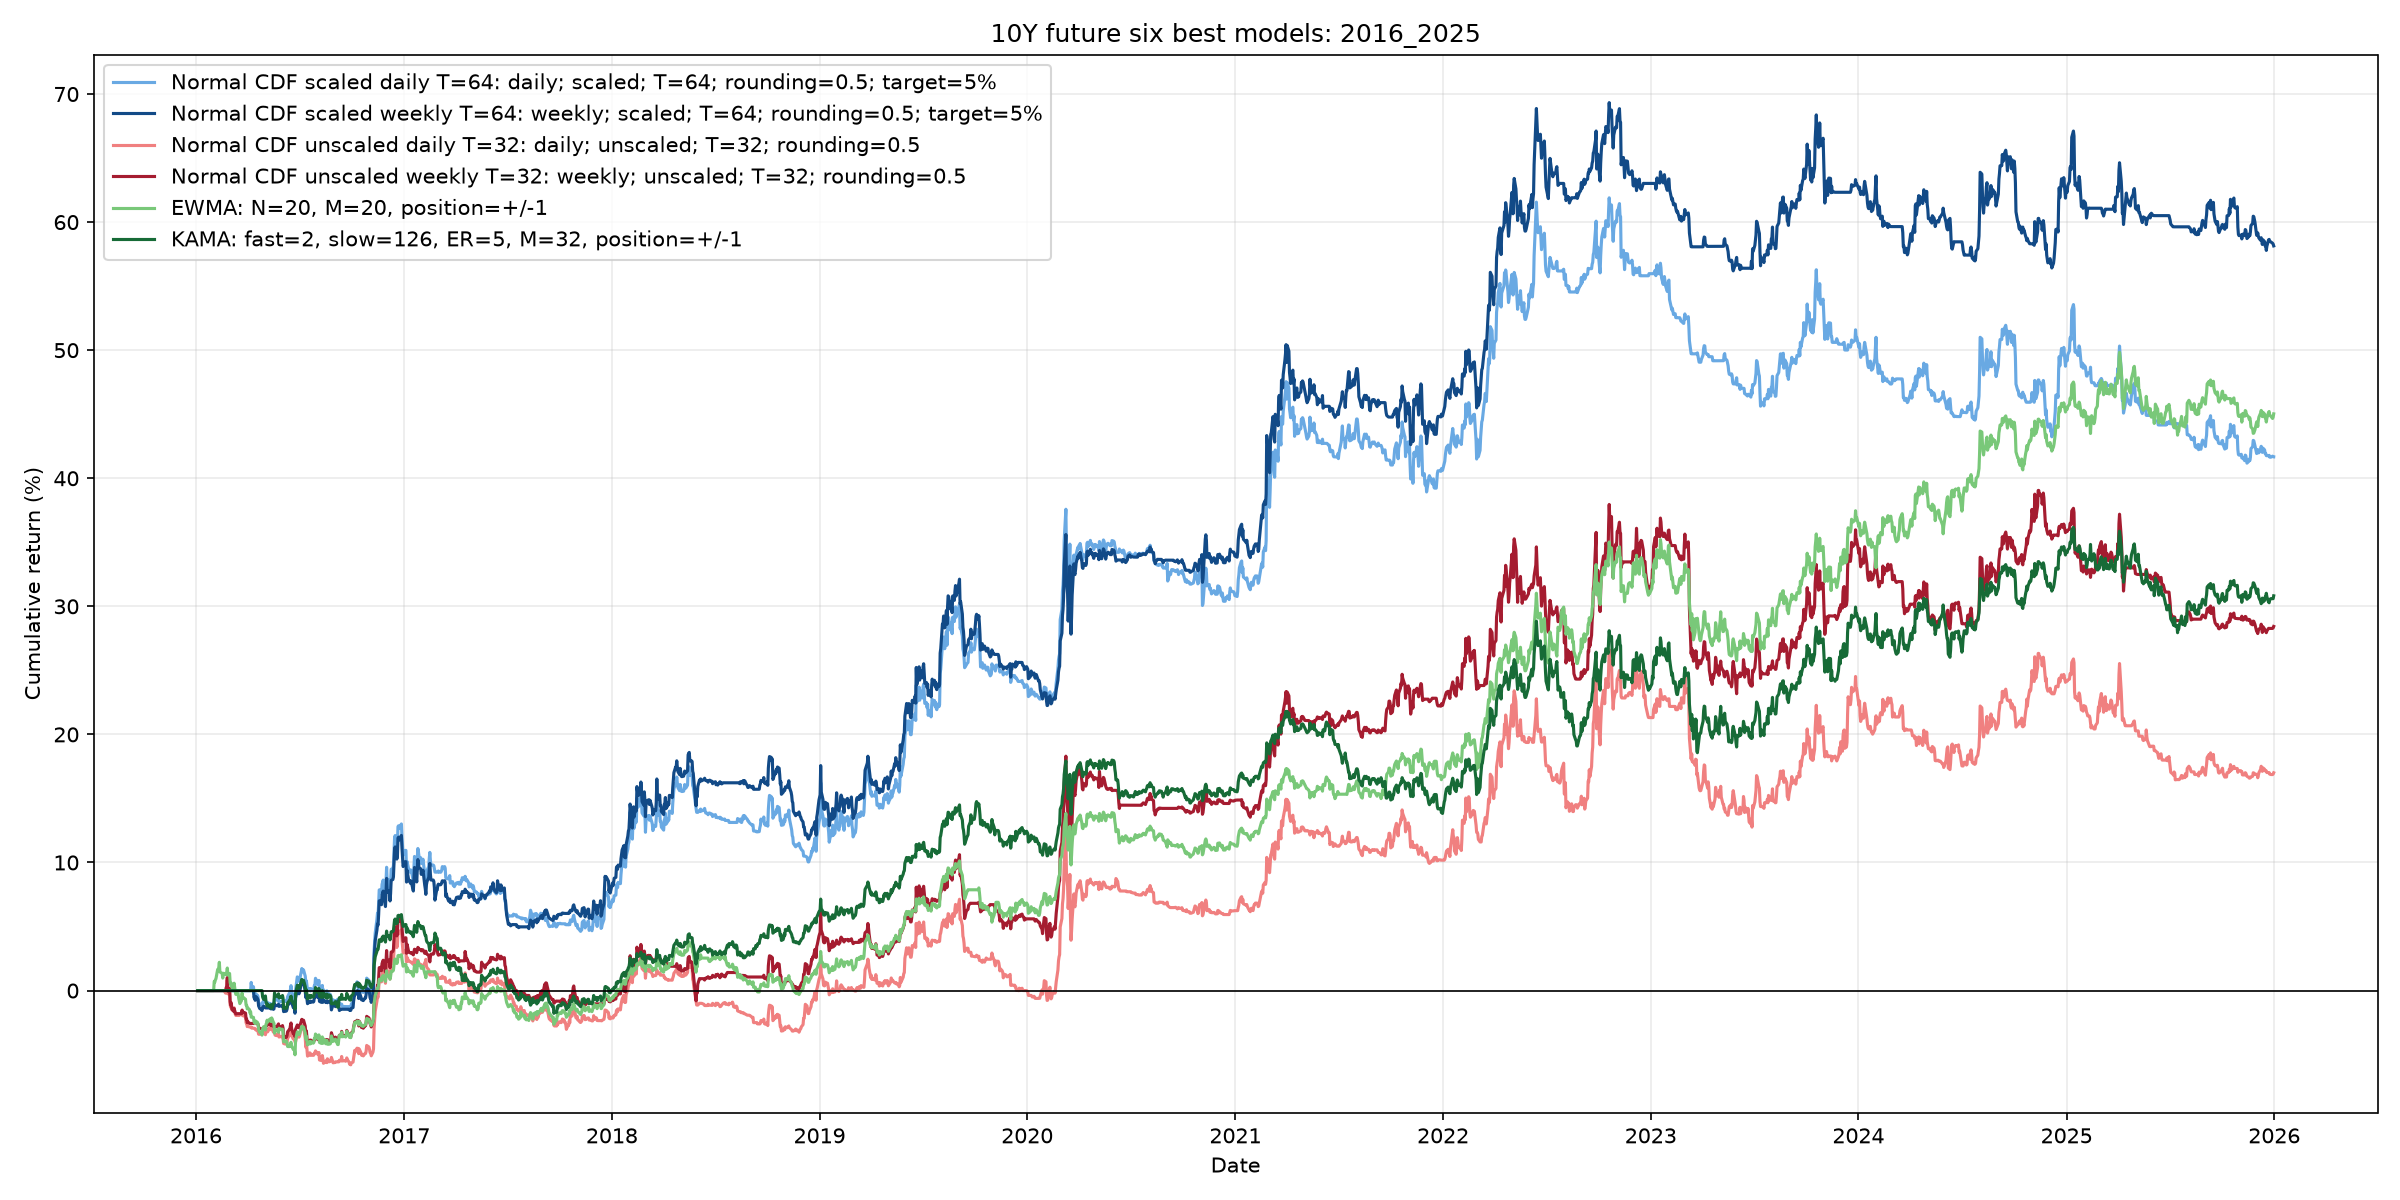 10Y future six best models: 2016_2025
Normal CDF scaled daily T=64: daily; scaled; T=64; rounding=0.5; target=5%
Normal CDF scaled weekly T=64: weekly; scaled; T=64; rounding=0.5; target=5%
Normal CDF unscaled daily T=32: daily; unscaled; T=32; rounding=0.5
Normal CDF unscaled weekly T=32: weekly; unscaled; T=32; rounding=0.5
EWMA: N=20, M=20, position=+/-1
KAMA: fast=2, slow=126, ER=5, M=32, position=+/-1
Cumulative return (%)
70
60
50
40
30
20
10
0
2016 2017 2018 2019 2020 2021 2022 2023 2024 2025 2026
Date